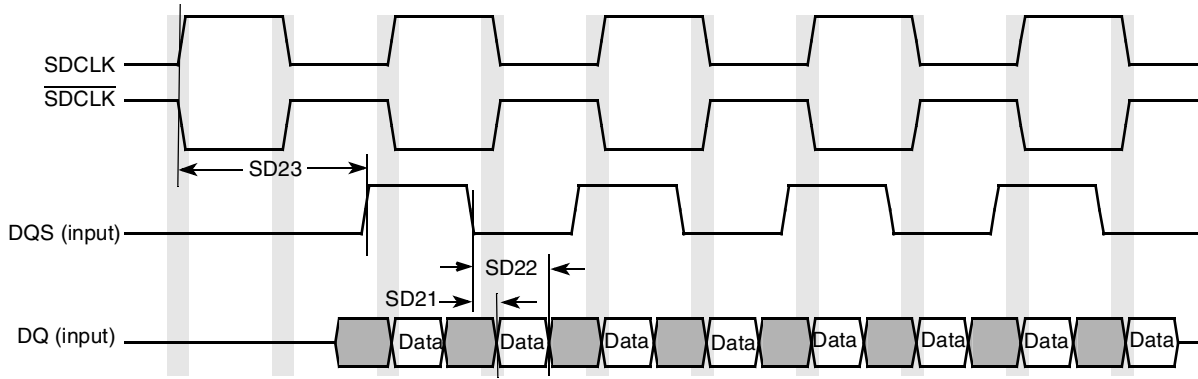 SDCLK
SDCLK
SD23
DQS (input)
SD22
SD21
DQ (input)
Data
Data
Data
Data
Data
Data
Data
Data